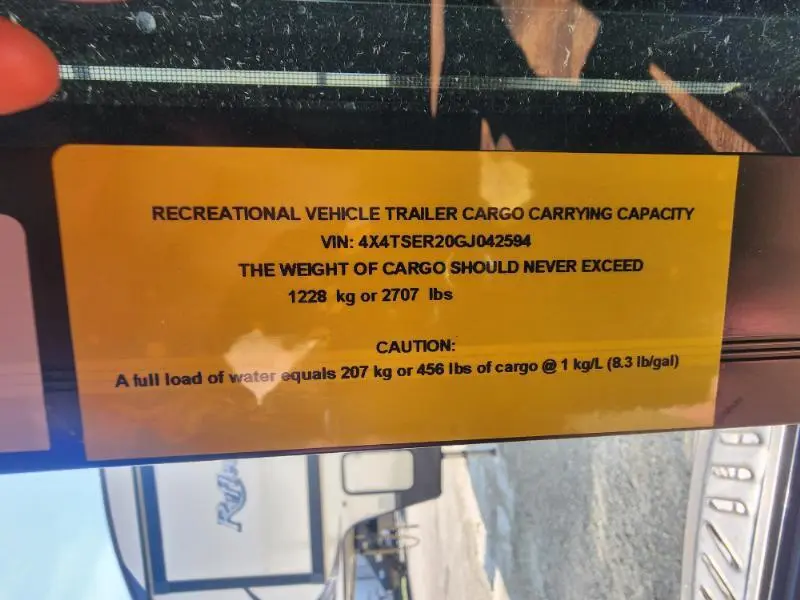 RECREATIONAL VEHICLE TRAILER CARGO CARRYING CAPACITY
VIN: 4X4TSER20GJ042594
THE WEIGHT OF CARGO SHOULD NEVER EXCEED
1228 kg or 2707 lbs
CAUTION:
A full load of water equals 207 kg or 456 lbs of cargo @ 1 kg/L (8.3 lb/gal)